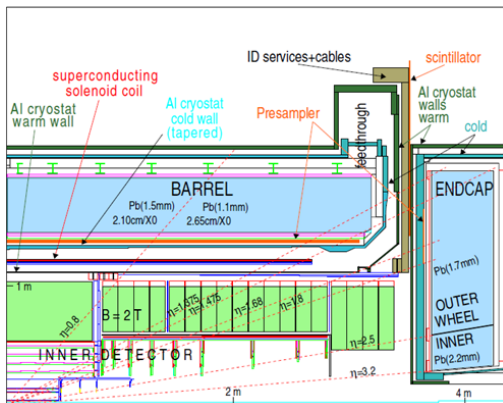 ID services+cables
scintillator
superconducting
solenoid coil
Al cryostat
warm wall
Al cryostat
cold wall
(tapered)
Presampler
feedthrough
Al cryostat
walls
warm
cold
BARREL
Pb(1.5mm)
Pb(1.1mm)
2.10cm/X0
2.65cm/X0
ENDCAP
Pb(1.7mm)
OUTER
WHEEL
INNER
Pb(2.2mm)
1 m
η=0.8
B=2T
η=1.375
η=1.475
η=1.68
η=1.8
η=2.5
η=3.2
INNER DETECTOR
2 m
4 m